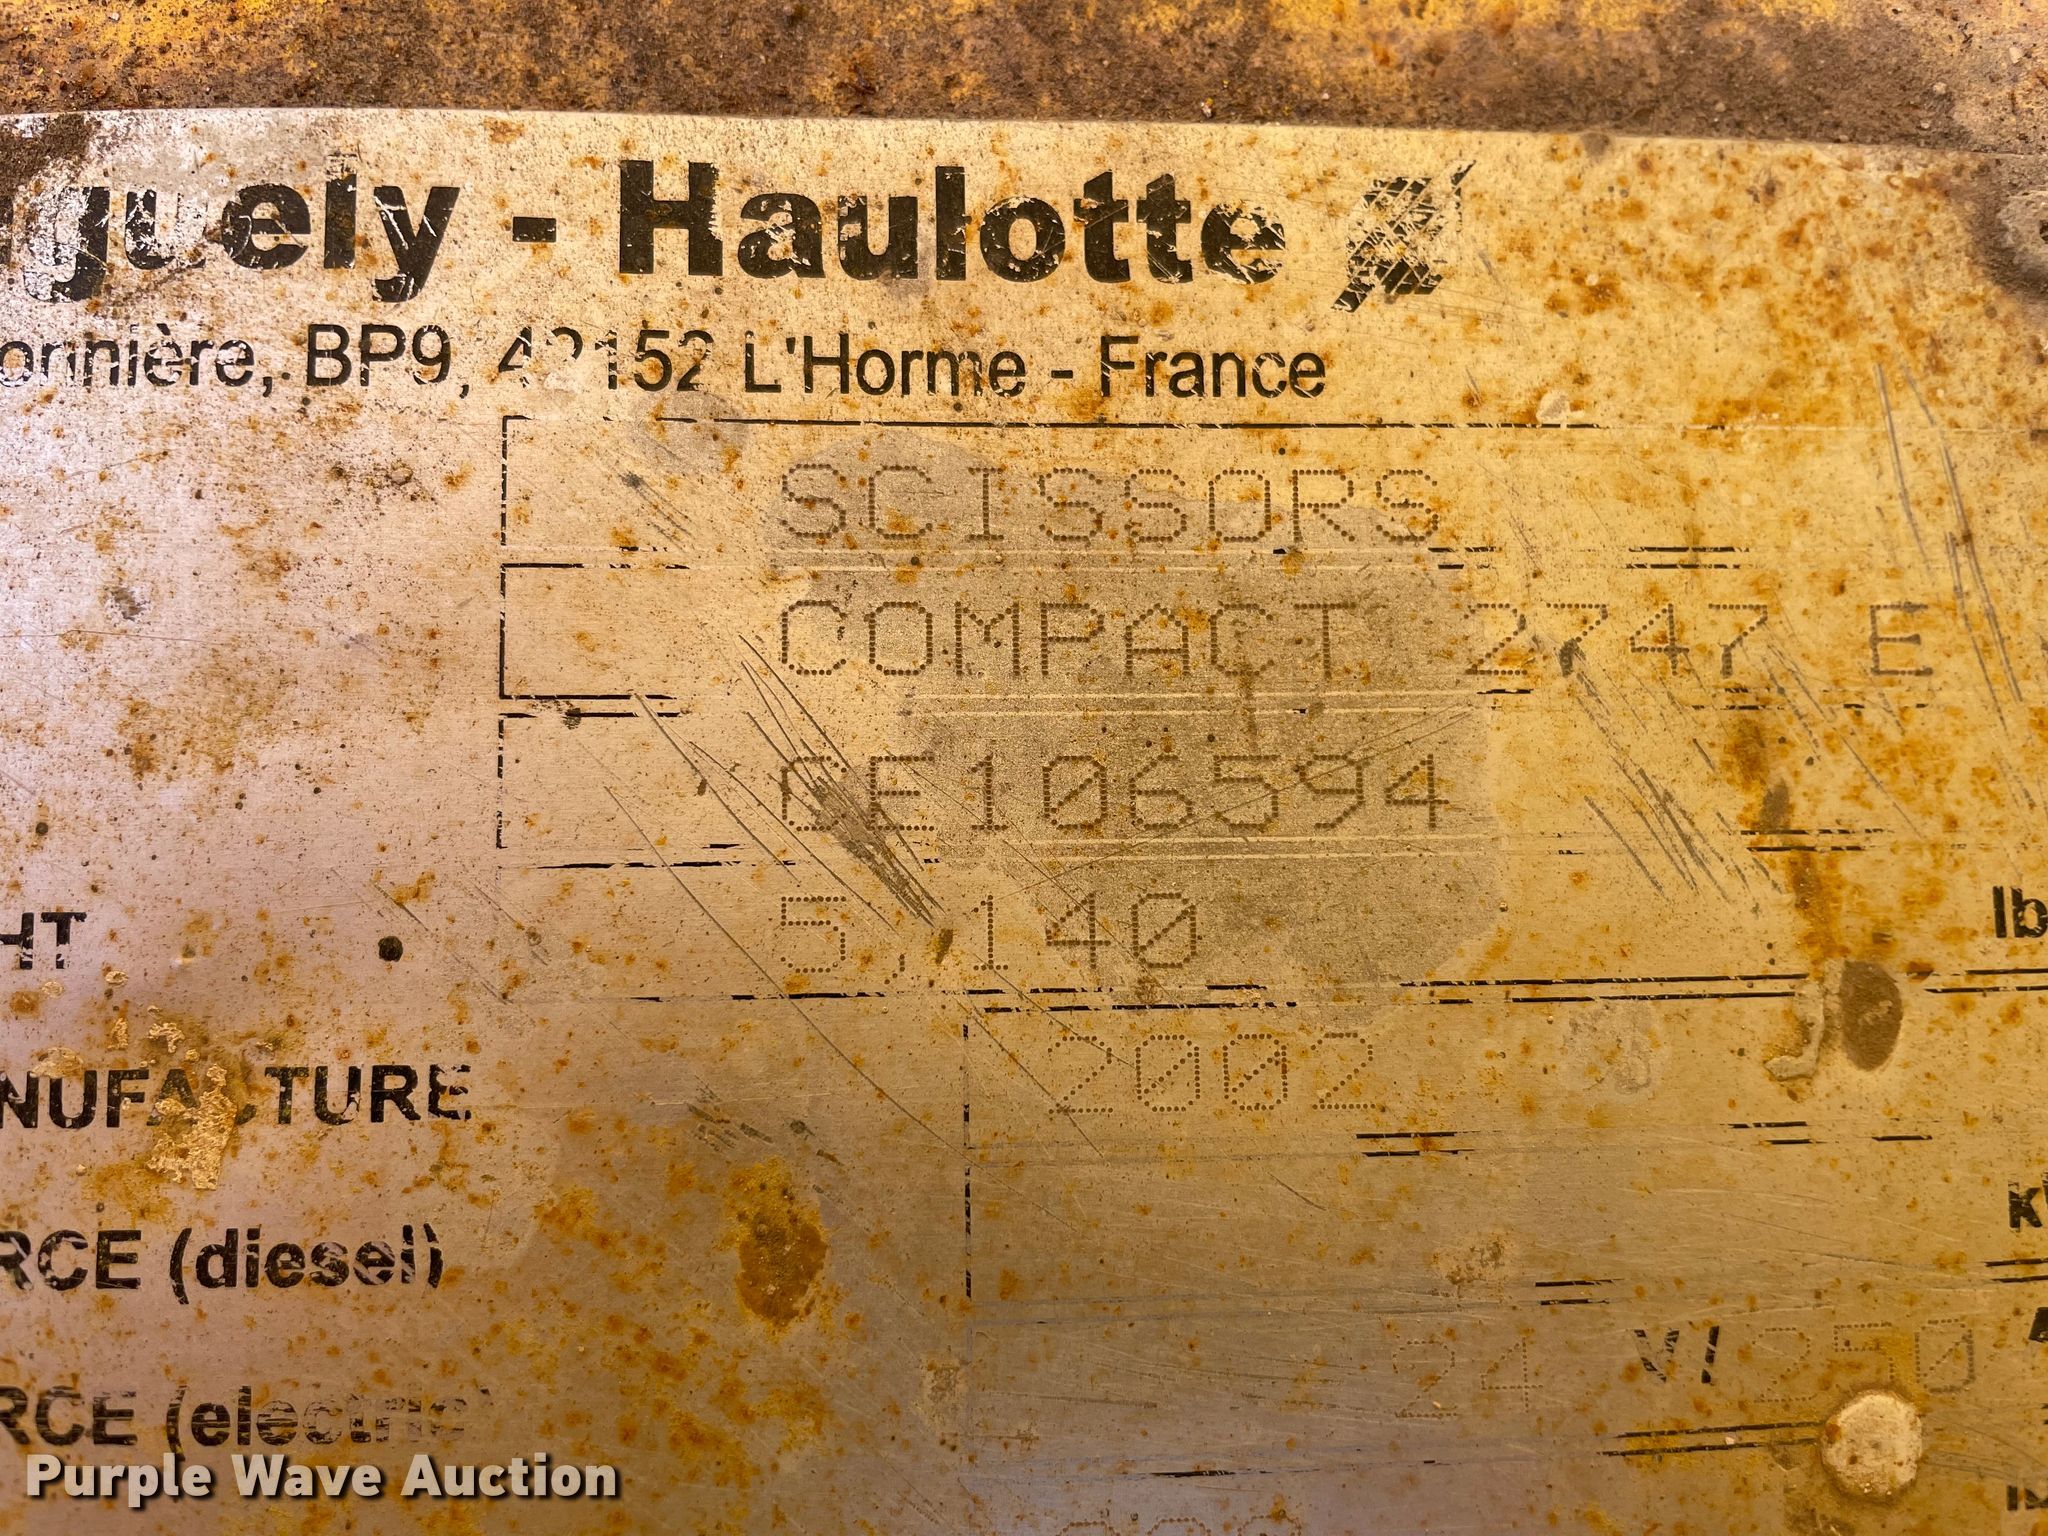 guely - Haulotte
onnière, BP9, 42152 L'Horme - France
SCISSORS
COMPACT 2747 E
CE106594
HT 5,140 lb
NUFACTURE 2002
RCE (diesel) k
RCE (electric) 24 V/ 250
Purple Wave Auction